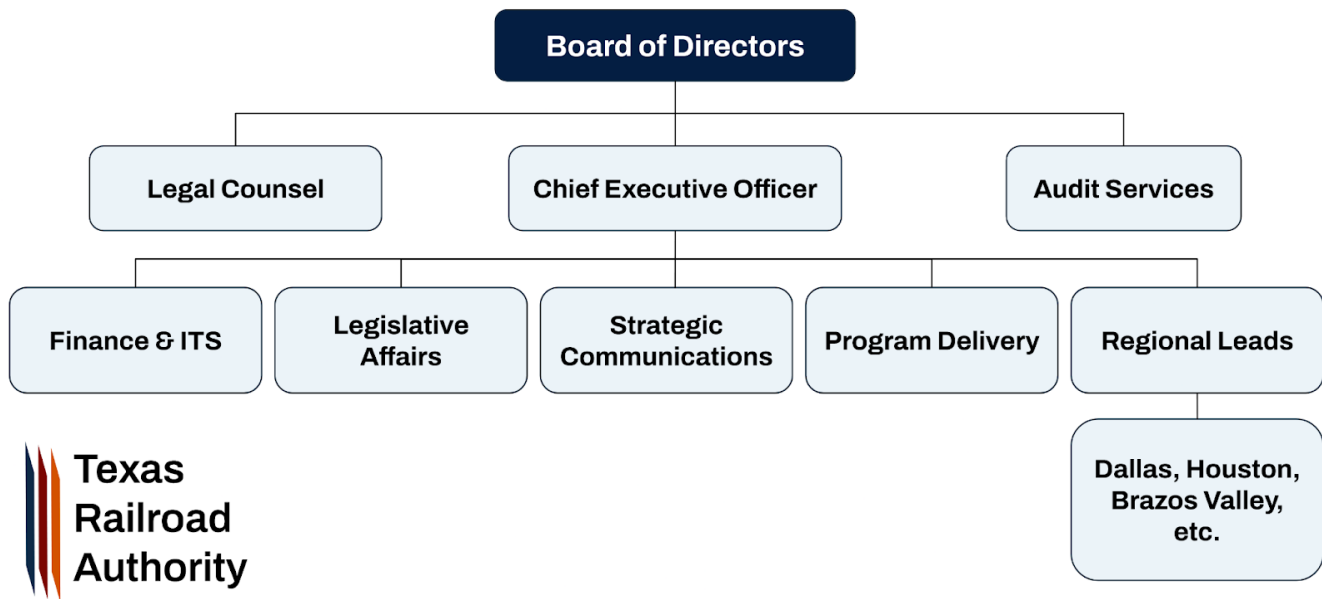 Board of Directors
Legal Counsel
Chief Executive Officer
Audit Services
Finance & ITS
Legislative
Affairs
Strategic
Communications
Program Delivery
Regional Leads
Dallas, Houston,
Brazos Valley,
etc.
Texas
Railroad
Authority